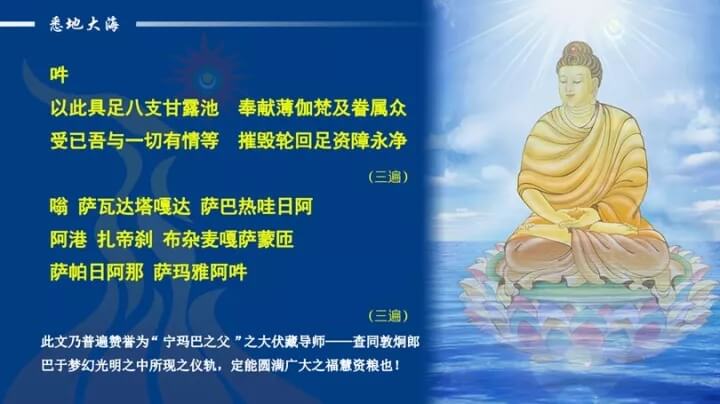 悉地大海
吽
以此具足八支甘露池 奉献薄伽梵及眷属众
受已吾与一切有情等 摧毁轮回足资障永净
（三遍）
嗡 萨瓦达塔嘎达 萨巴热哇日阿
阿港 扎帝刹 布杂麦嘎萨蒙匝
萨帕日阿那 萨玛雅阿吽
（三遍）
此文乃普遍赞誉为“宁玛巴之父”之大伏藏导师——查同敦炯郎
巴于梦幻光明之中所现之仪轨，定能圆满广大之福慧资粮也！